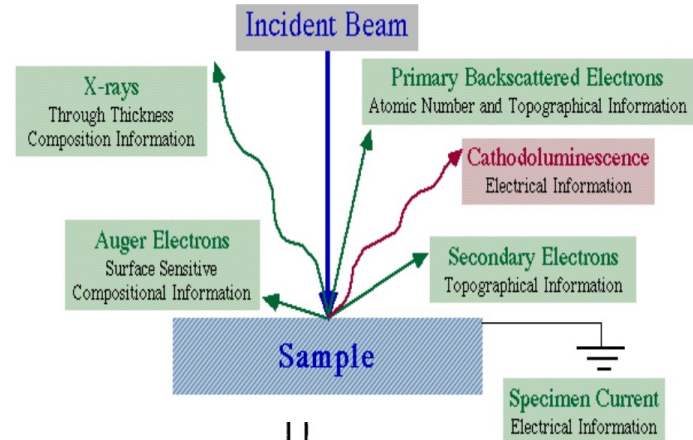 Incident Beam
X-rays
Through Thickness
Composition Information
Primary Backscattered Electrons
Atomic Number and Topographical Information
Cathodoluminescence
Electrical Information
Auger Electrons
Surface Sensitive
Compositional Information
Secondary Electrons
Topographical Information
Sample
Specimen Current
Electrical Information